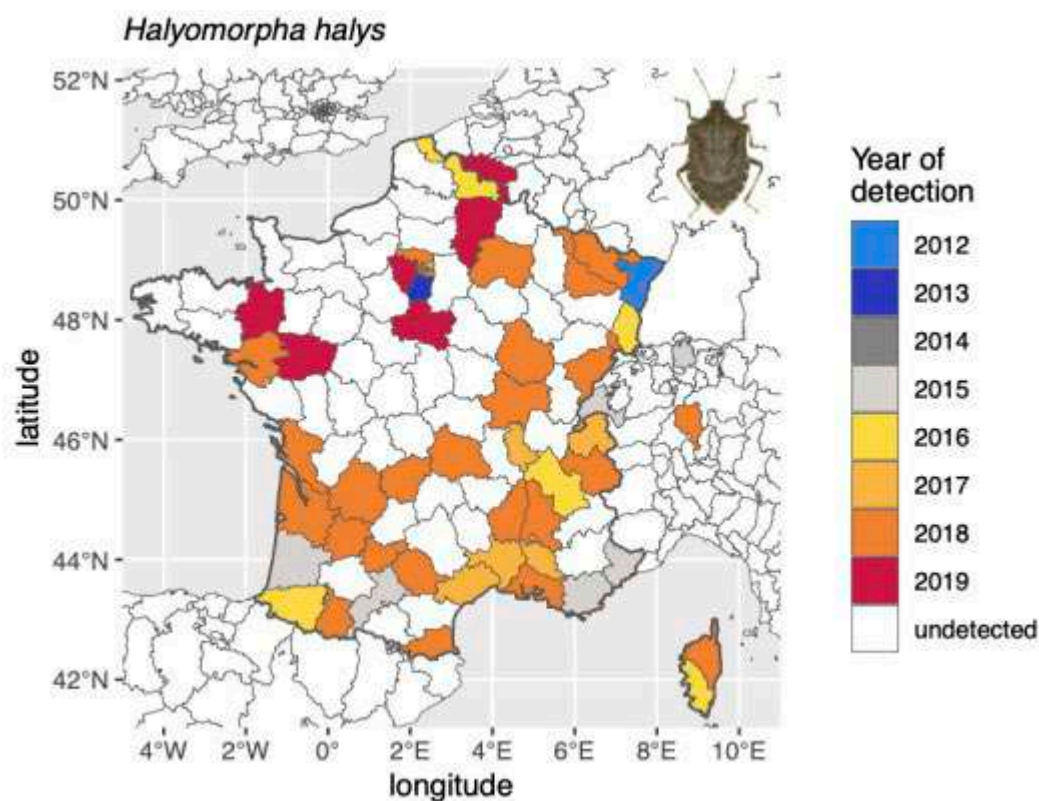 Halyomorpha halys
52°N
50°N
48°N
46°N
44°N
42°N
latitude
4°W
2°W
0°
2°E
4°E
6°E
8°E
10°E
longitude
Year of
detection
2012
2013
2014
2015
2016
2017
2018
2019
undetected